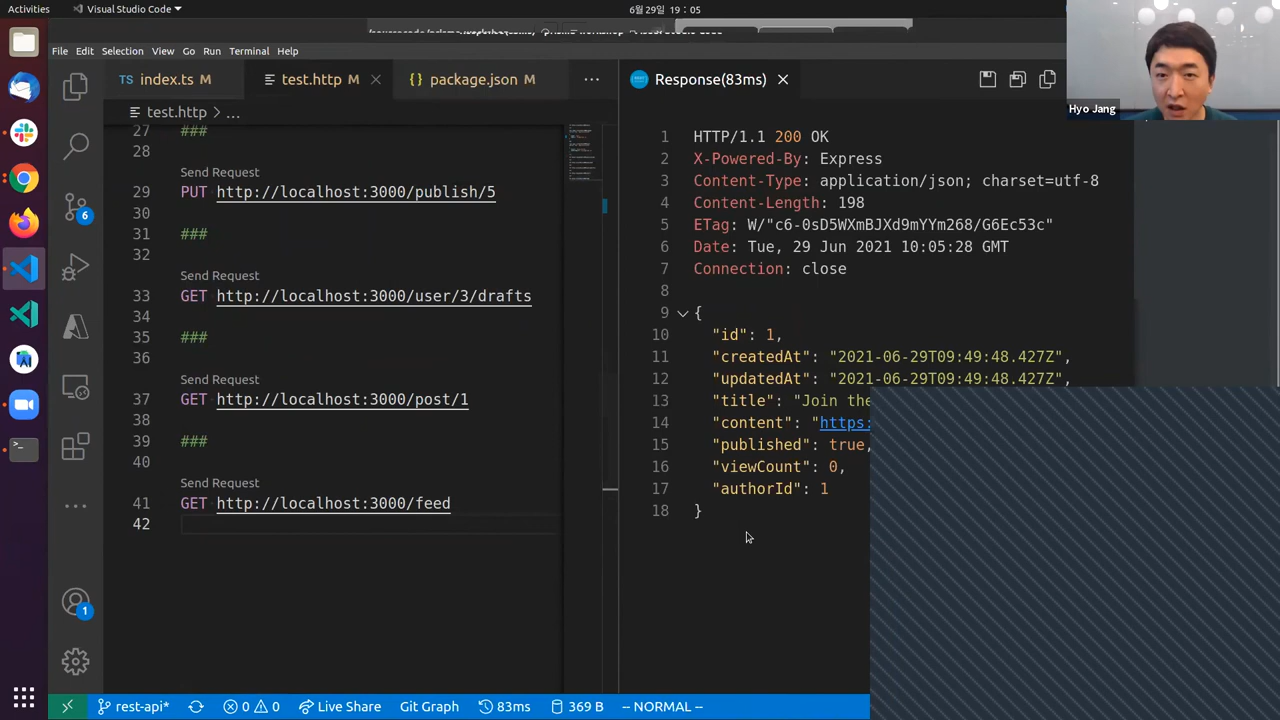 Activities
Visual Studio Code
6월 29일 19:05
File Edit Selection View Go Run Terminal Help
TS index.ts M
test.http M
{} package.json M
Response(83ms)
Hyo Jang
test.http > ...
27 ###
28
Send Request
29 PUT http://localhost:3000/publish/5
30
31 ###
32
Send Request
33 GET http://localhost:3000/user/3/drafts
34
35 ###
36
Send Request
37 GET http://localhost:3000/post/1
38
39 ###
40
Send Request
41 GET http://localhost:3000/feed
42
1 HTTP/1.1 200 OK
2 X-Powered-By: Express
3 Content-Type: application/json; charset=utf-8
4 Content-Length: 198
5 ETag: W/"c6-0sD5WXmBJXd9mYYm268/G6Ec53c"
6 Date: Tue, 29 Jun 2021 10:05:28 GMT
7 Connection: close
8
9 {
10 "id": 1,
11 "createdAt": "2021-06-29T09:49:48.427Z",
12 "updatedAt": "2021-06-29T09:49:48.427Z",
13 "title": "Join the
14 "content": "https:
15 "published": true,
16 "viewCount": 0,
17 "authorId": 1
18 }
6
1
rest-api* 0 0 Live Share Git Graph 83ms 369 B -- NORMAL --